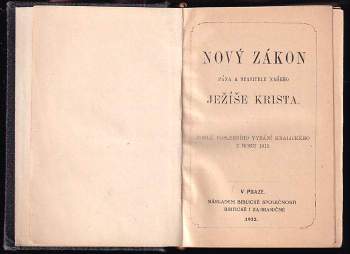 NOVÝ ZÁKON
PÁNA A SPASITELE NAŠEHO
JEŽÍŠE KRISTA.
PODLE POSLEDNÍHO VYDÁNÍ KRALICKÉHO
Z ROKU 1613.
V PRAZE.
NÁKLADEM BIBLICKÉ SPOLEČNOSTI
BRITICKÉ I ZAHRANIČNÉ
1922.